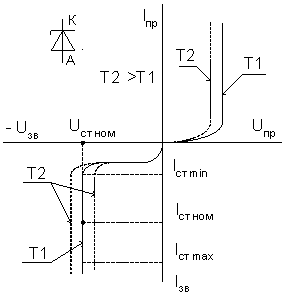 K
A
Iпр
T2 >T1
T2
T1
- Uзв
Uст ном
Uпр
T2
T1
Iст min
Iст ном
Iст max
Iзв